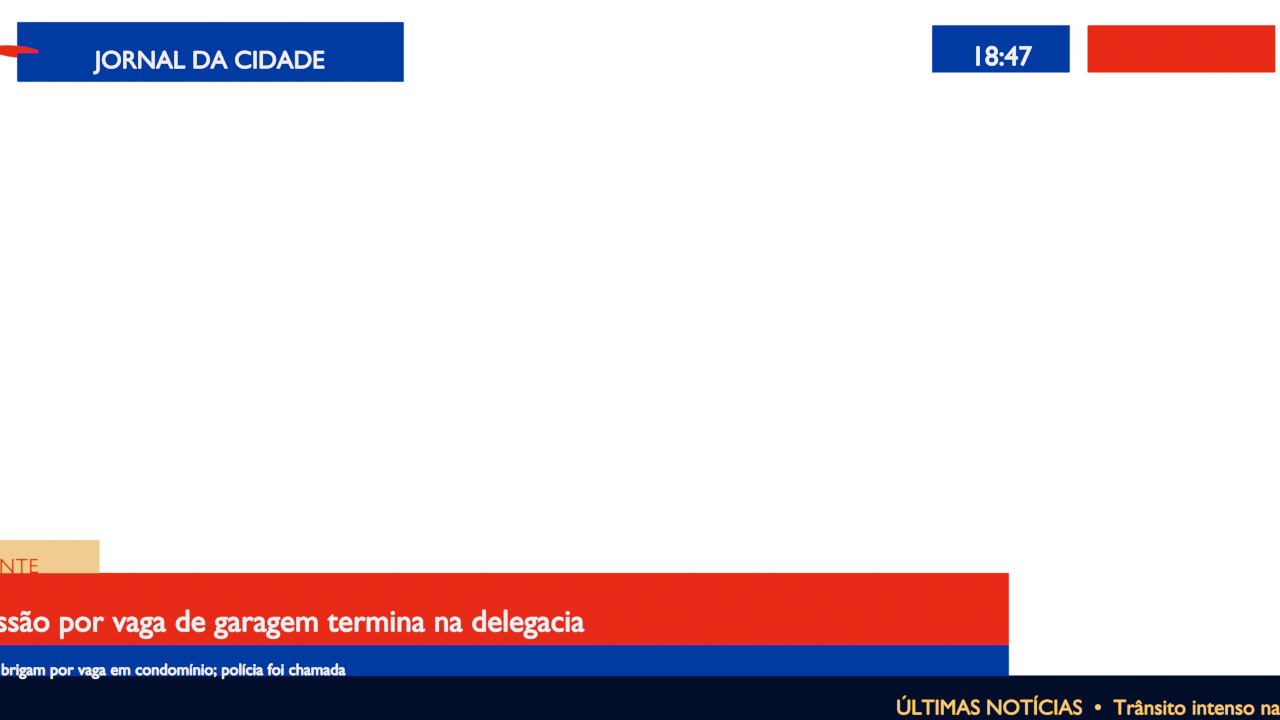 JORNAL DA CIDADE
18:47
NTE
ssão por vaga de garagem termina na delegacia
brigam por vaga em condomínio; polícia foi chamada
ÚLTIMAS NOTÍCIAS • Trânsito intenso na